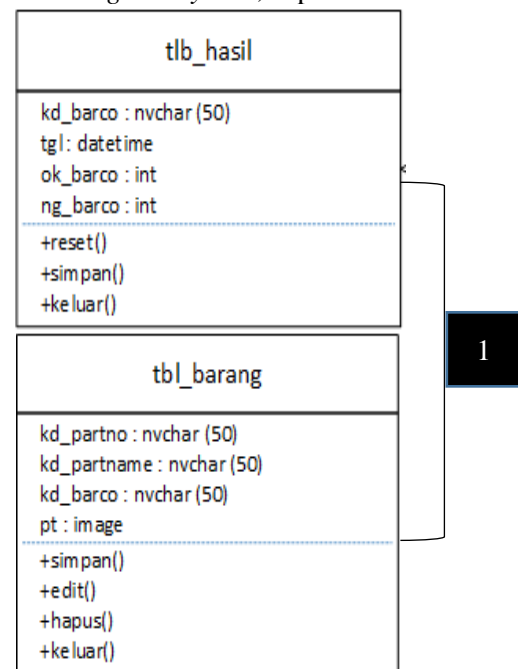 tlb_hasil
kd_barco : nvchar (50)
tgl : datetime
ok_barco : int
ng_barco : int
+reset()
+simpan()
+keluar()
1
tbl_barang
kd_partno : nvchar (50)
kd_partname : nvchar (50)
kd_barco : nvchar (50)
pt : image
+simpan()
+edit()
+hapus()
+keluar()